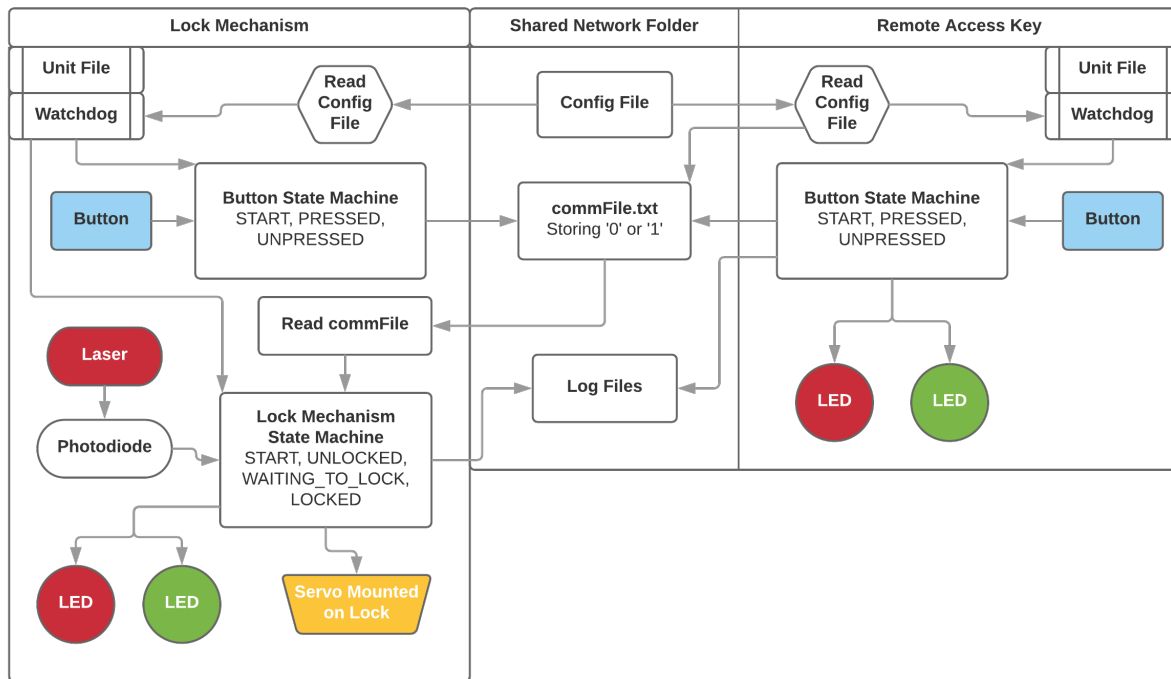 Lock Mechanism
Shared Network Folder
Remote Access Key
Unit File
Watchdog
Read
Config
File
Config File
Read
Config
File
Unit File
Watchdog
Button
Button State Machine
START, PRESSED,
UNPRESSED
commFile.txt
Storing '0' or '1'
Button State Machine
START, PRESSED,
UNPRESSED
Button
Read commFile
Laser
Log Files
Photodiode
Lock Mechanism
State Machine
START, UNLOCKED,
WAITING_TO_LOCK,
LOCKED
LED
LED
LED
LED
Servo Mounted
on Lock